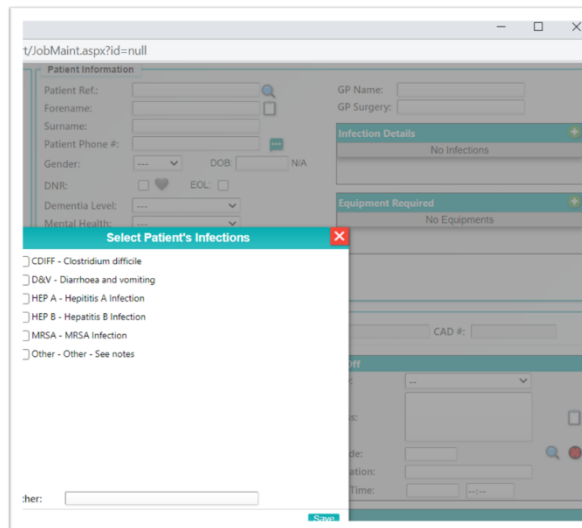 t/JobMaint.aspx?id=null
Patient Information
Patient Ref.:
Forename:
Surname:
Patient Phone #:
Gender: --- DOB: N/A
DNR: EOL:
Dementia Level: ---
Mental Health: ---
GP Name:
GP Surgery:
Infection Details
No Infections
Equipment Required
No Equipments
Select Patient's Infections
CDIFF - Clostridium difficile
D&V - Diarrhoea and vomiting
HEP A - Hepititis A Infection
HEP B - Hepatitis B Infection
MRSA - MRSA Infection
Other - Other - See notes
ther:
Save
CAD #:
Off
--
ss:
de:
ation:
Time: --:--